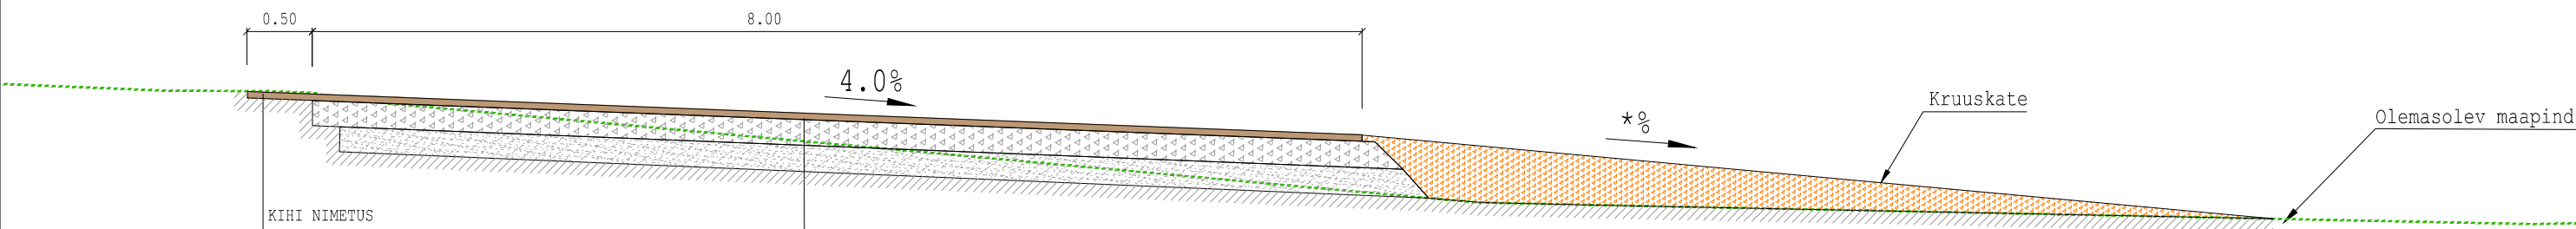 0.50
8.00
4.0%
*%
Kruuskate
Olemasolev maapind
KIHI NIMETUS